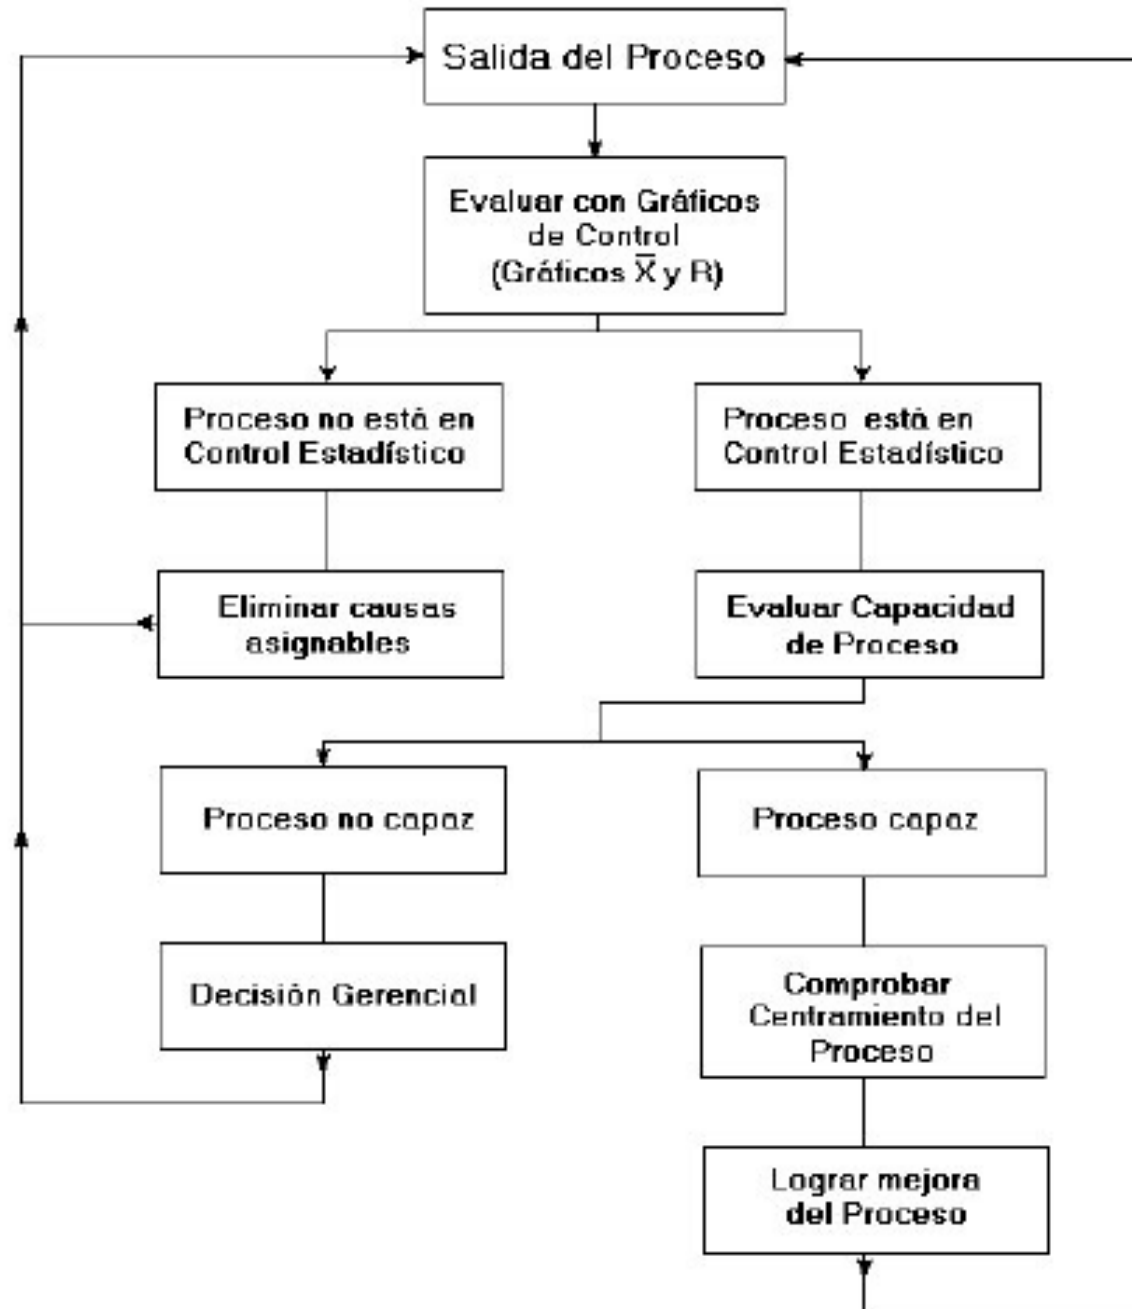 Salida del Proceso
Evaluar con Gráficos
de Control
(Gráficos X̅ y R)
Proceso no está en
Control Estadístico
Proceso está en
Control Estadístico
Eliminar causas
asignables
Evaluar Capacidad
de Proceso
Proceso no capaz
Proceso capaz
Decisión Gerencial
Comprobar
Centramiento del
Proceso
Lograr mejora
del Proceso